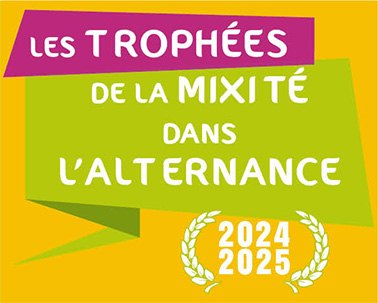 LES TROPHÉES
DE LA MIXITÉ
DANS
L'ALTERNANCE
2024
2025